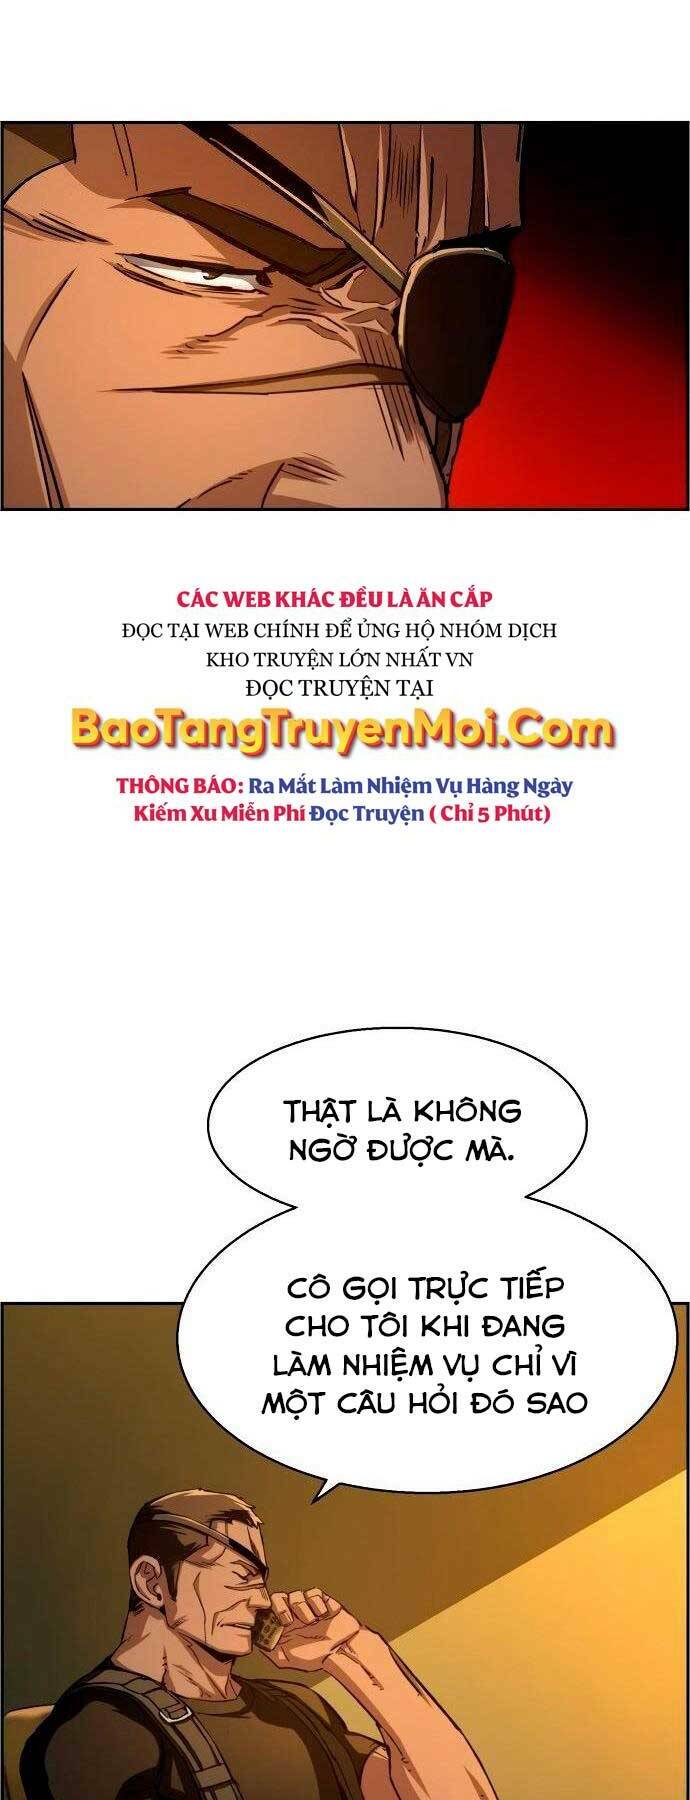 CÁC WEB KHÁC ĐỀU LÀ ĂN CẮP
ĐỌC TẠI WEB CHÍNH ĐỂ ỦNG HỘ NHÓM DỊCH
KHO TRUYỆN LỚN NHẤT VN
ĐỌC TRUYỆN TẠI
BaoTangTruyenMoi.Com
THÔNG BÁO: Ra Mắt Làm Nhiệm Vụ Hàng Ngày
Kiếm Xu Miễn Phí Đọc Truyện ( Chỉ 5 Phút)
THẬT LÀ KHÔNG
NGỜ ĐƯỢC MÀ.
CÔ GỌI TRỰC TIẾP
CHO TÔI KHI ĐANG
LÀM NHIỆM VỤ CHỈ VÌ
MỘT CÂU HỎI ĐÓ SAO